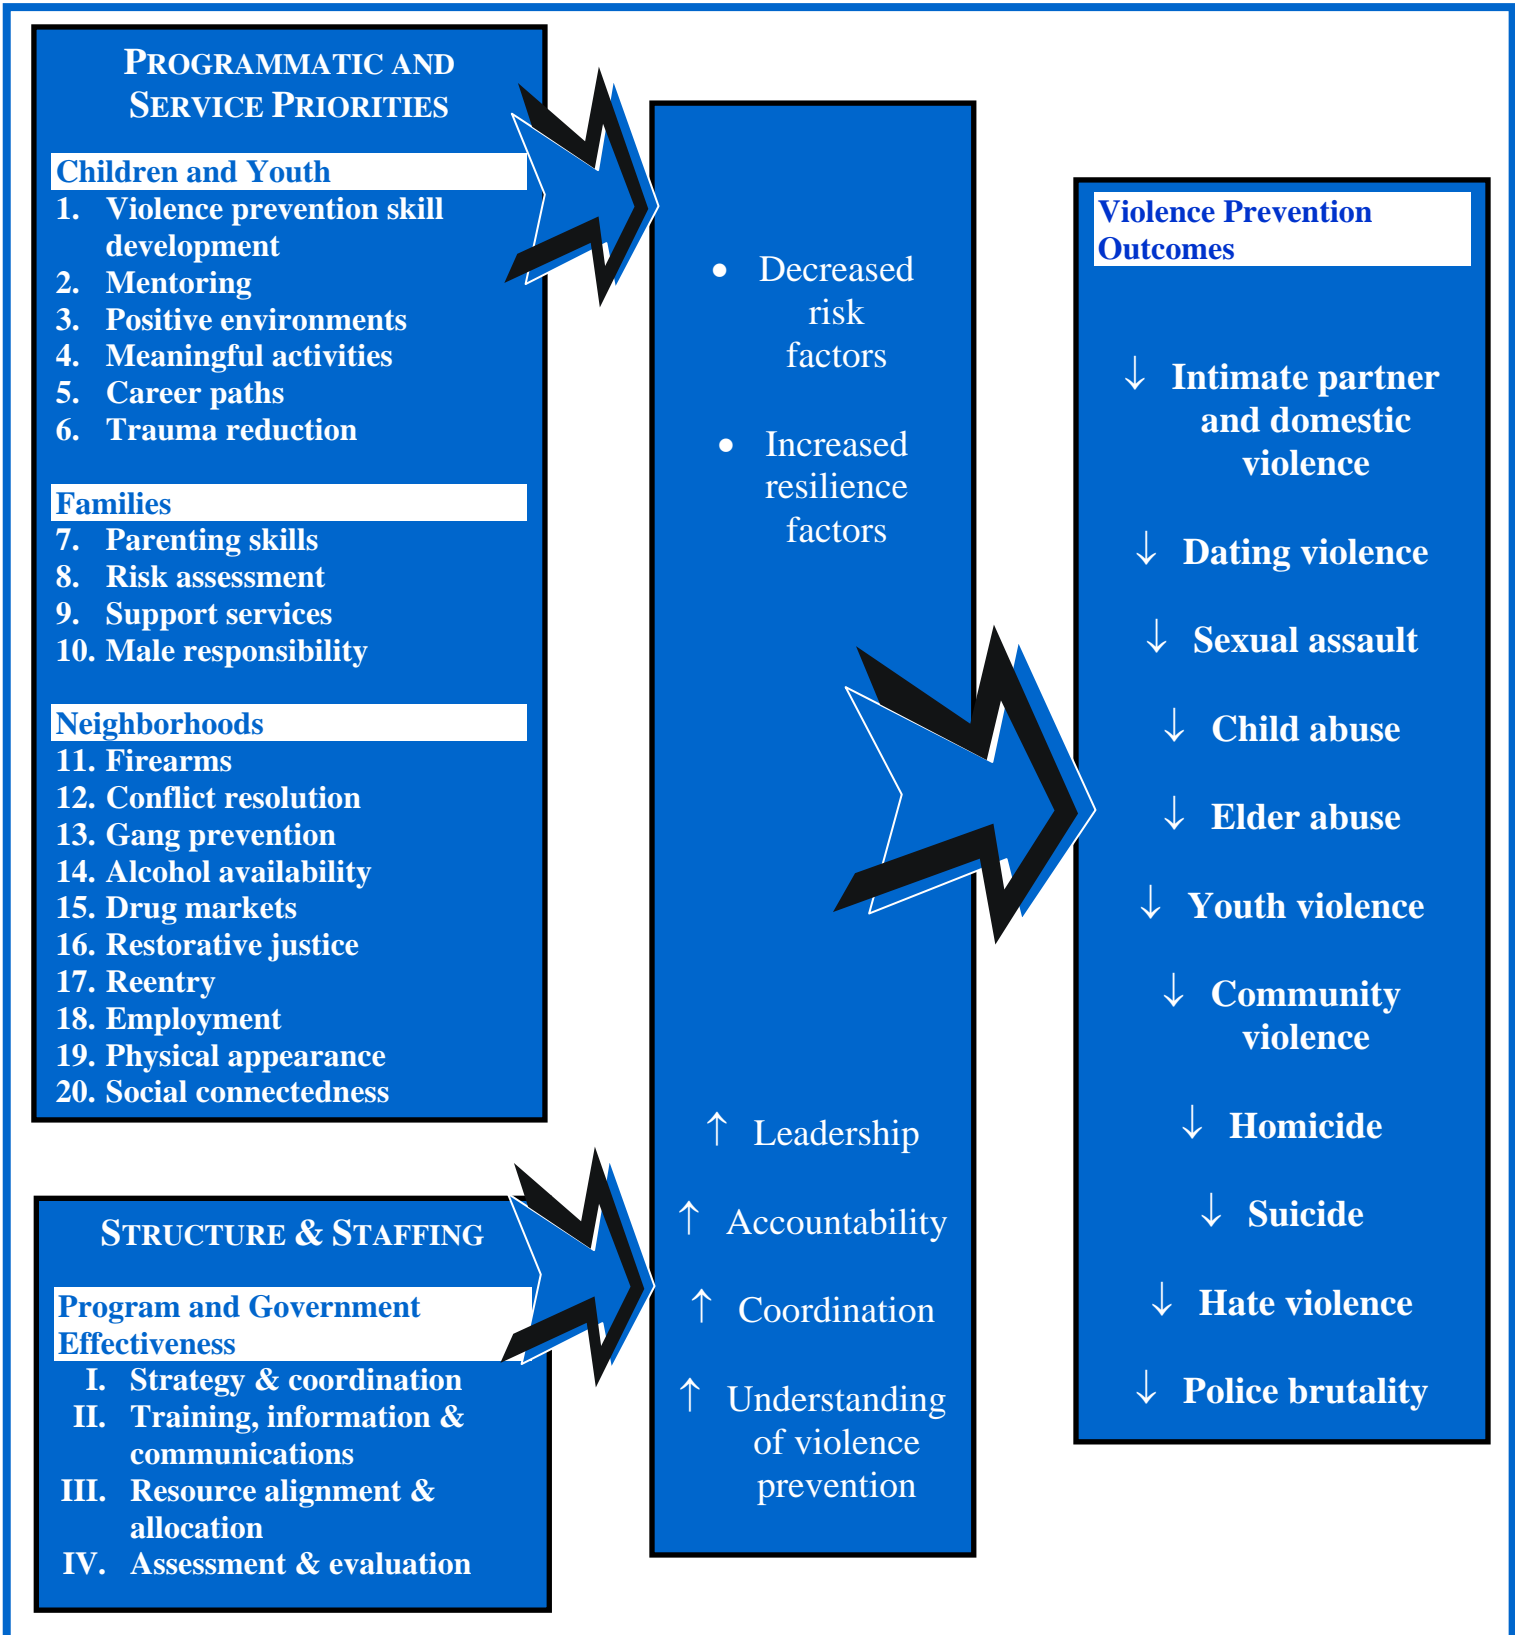 PROGRAMMATIC AND
SERVICE PRIORITIES
Children and Youth
1. Violence prevention skill
development
2. Mentoring
3. Positive environments
4. Meaningful activities
5. Career paths
6. Trauma reduction
Families
7. Parenting skills
8. Risk assessment
9. Support services
10. Male responsibility
Neighborhoods
11. Firearms
12. Conflict resolution
13. Gang prevention
14. Alcohol availability
15. Drug markets
16. Restorative justice
17. Reentry
18. Employment
19. Physical appearance
20. Social connectedness
STRUCTURE & STAFFING
Program and Government
Effectiveness
I. Strategy & coordination
II. Training, information &
communications
III. Resource alignment &
allocation
IV. Assessment & evaluation
• Decreased
risk
factors
• Increased
resilience
factors
↑ Leadership
↑ Accountability
↑ Coordination
↑ Understanding
of violence
prevention
Violence Prevention
Outcomes
↓ Intimate partner
and domestic
violence
↓ Dating violence
↓ Sexual assault
↓ Child abuse
↓ Elder abuse
↓ Youth violence
↓ Community
violence
↓ Homicide
↓ Suicide
↓ Hate violence
↓ Police brutality